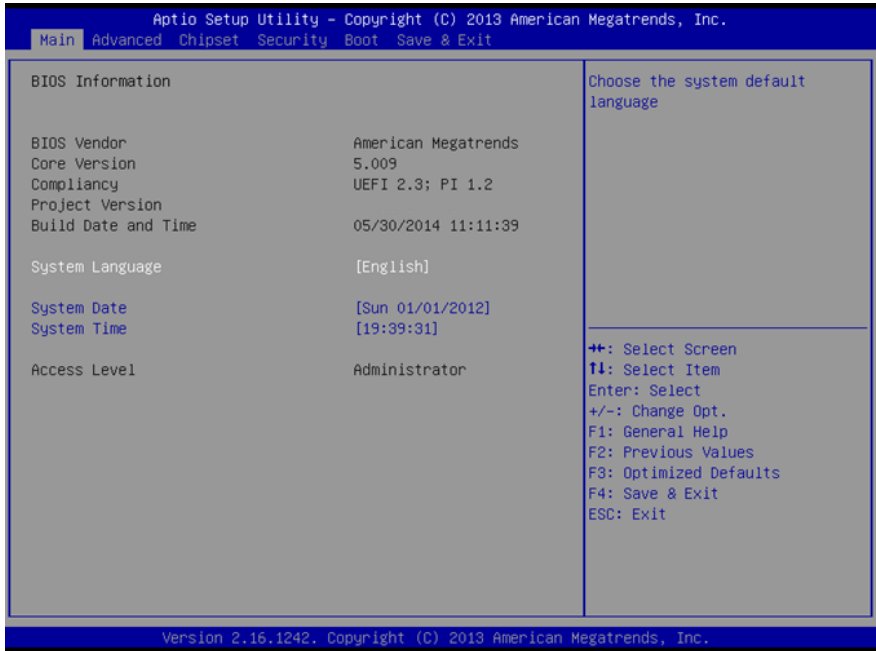 Aptio Setup Utility – Copyright (C) 2013 American Megatrends, Inc.
Main Advanced Chipset Security Boot Save & Exit
BIOS Information
BIOS Vendor American Megatrends
Core Version 5.009
Compliancy UEFI 2.3; PI 1.2
Project Version
Build Date and Time 05/30/2014 11:11:39
System Language [English]
System Date [Sun 01/01/2012]
System Time [19:39:31]
Access Level Administrator
Choose the system default
language
→←: Select Screen
↑↓: Select Item
Enter: Select
+/-: Change Opt.
F1: General Help
F2: Previous Values
F3: Optimized Defaults
F4: Save & Exit
ESC: Exit
Version 2.16.1242. Copyright (C) 2013 American Megatrends, Inc.